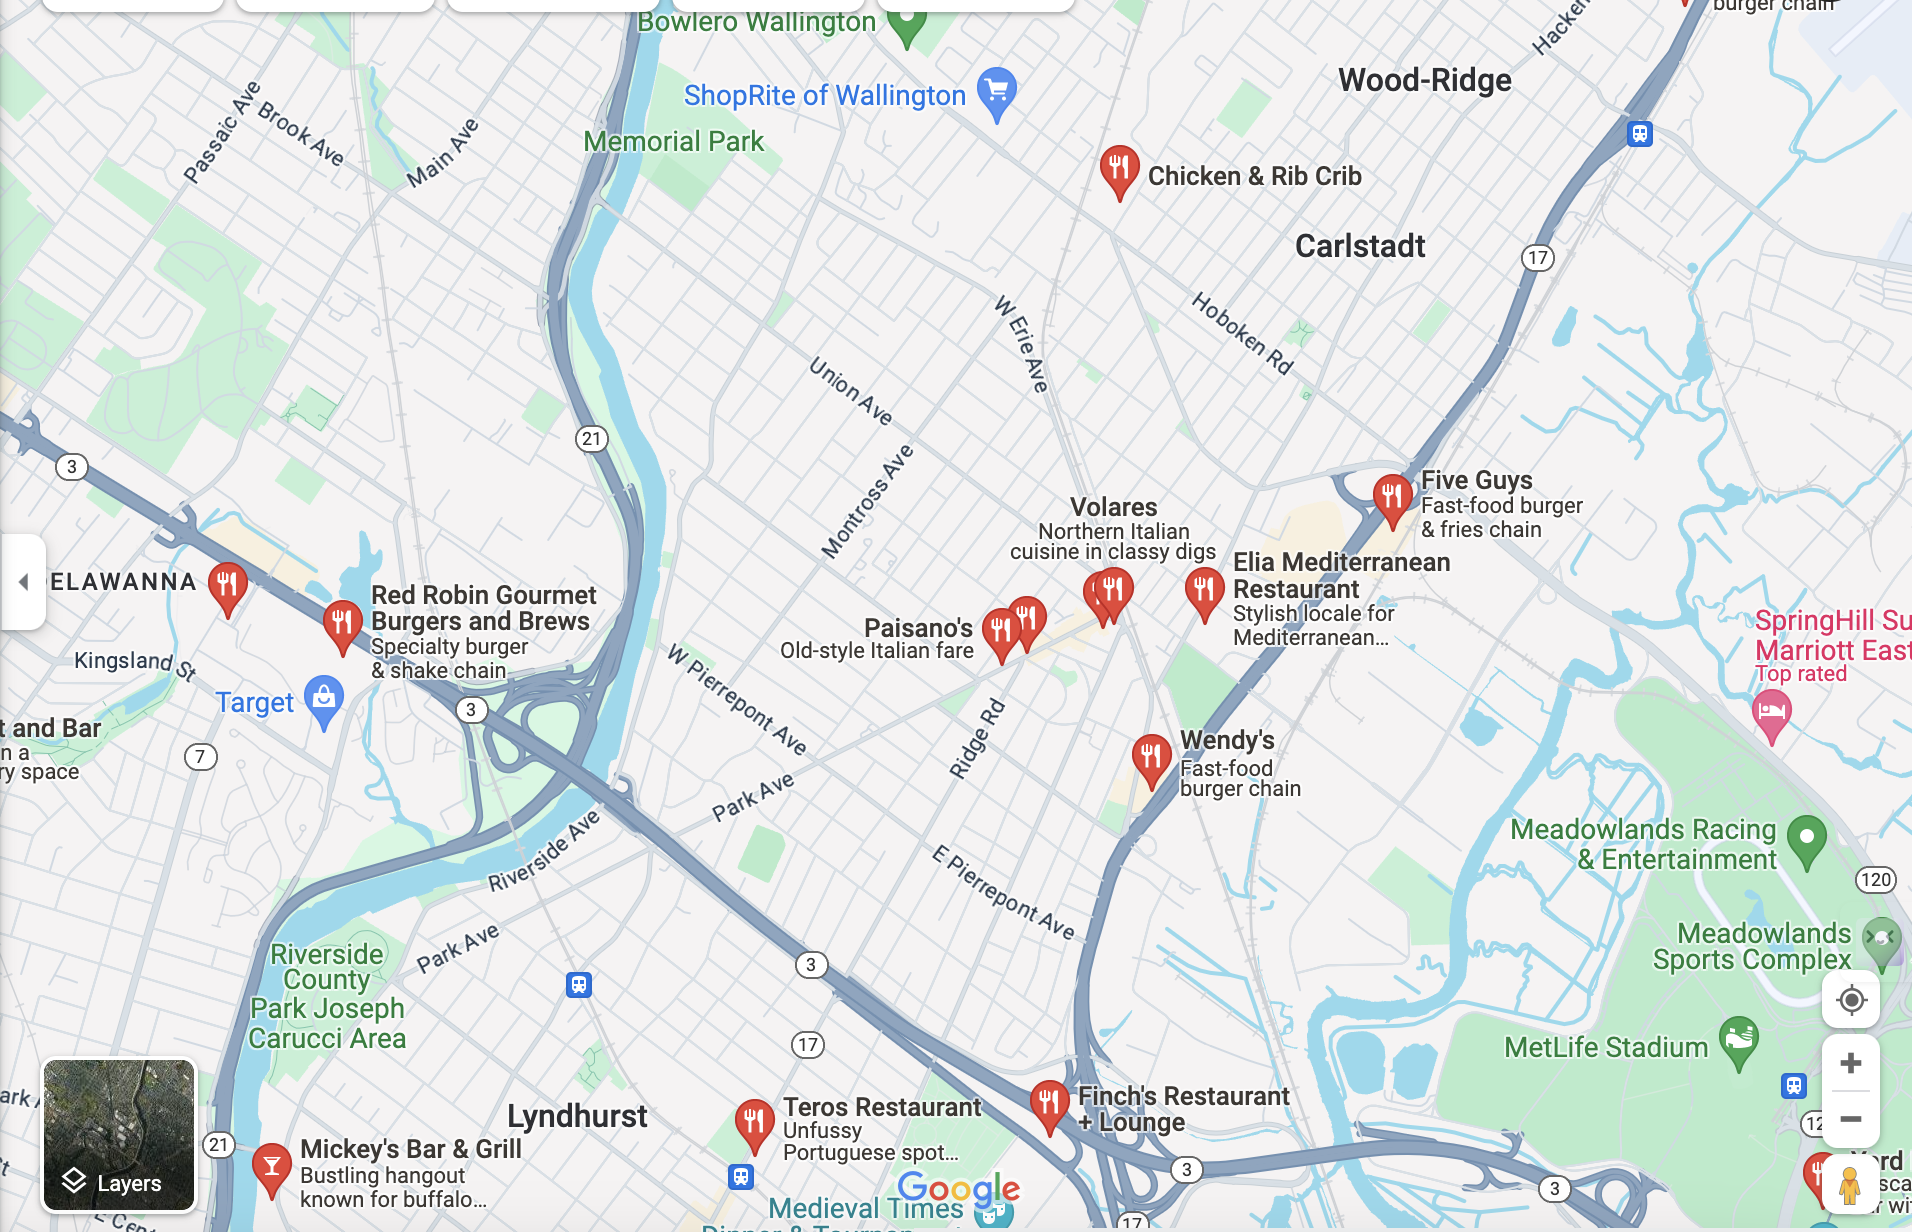 burger chain
Bowlero Wallington
Hacken
Wood-Ridge
ShopRite of Wallington
Passaic Ave
Brook Ave
Main Ave
Memorial Park
Chicken & Rib Crib
Carlstadt
17
W Erie Ave
Hoboken Rd
Union Ave
21
3
Montross Ave
Five Guys
Fast-food burger
& fries chain
Volares
Northern Italian
cuisine in classy digs
Elia Mediterranean
Restaurant
Stylish locale for
Mediterranean...
ELAWANNA
Red Robin Gourmet
Burgers and Brews
Specialty burger
& shake chain
Paisano's
Old-style Italian fare
SpringHill Su
Marriott East
Top rated
Kingsland St
W Pierrepont Ave
Target
3
Ridge Rd
t and Bar
n a
ry space
7
Wendy's
Fast-food
burger chain
Park Ave
Riverside Ave
Meadowlands Racing
& Entertainment
E Pierrepont Ave
120
Park Ave
Meadowlands
Sports Complex
Riverside
County
Park Joseph
Carucci Area
3
17
MetLife Stadium
ark
Finch's Restaurant
+ Lounge
Teros Restaurant
Unfussy
Portuguese spot...
Lyndhurst
12
21
Mickey's Bar & Grill
Bustling hangout
known for buffalo...
Layers
3
3
Google
Medieval Times
17
E Cent